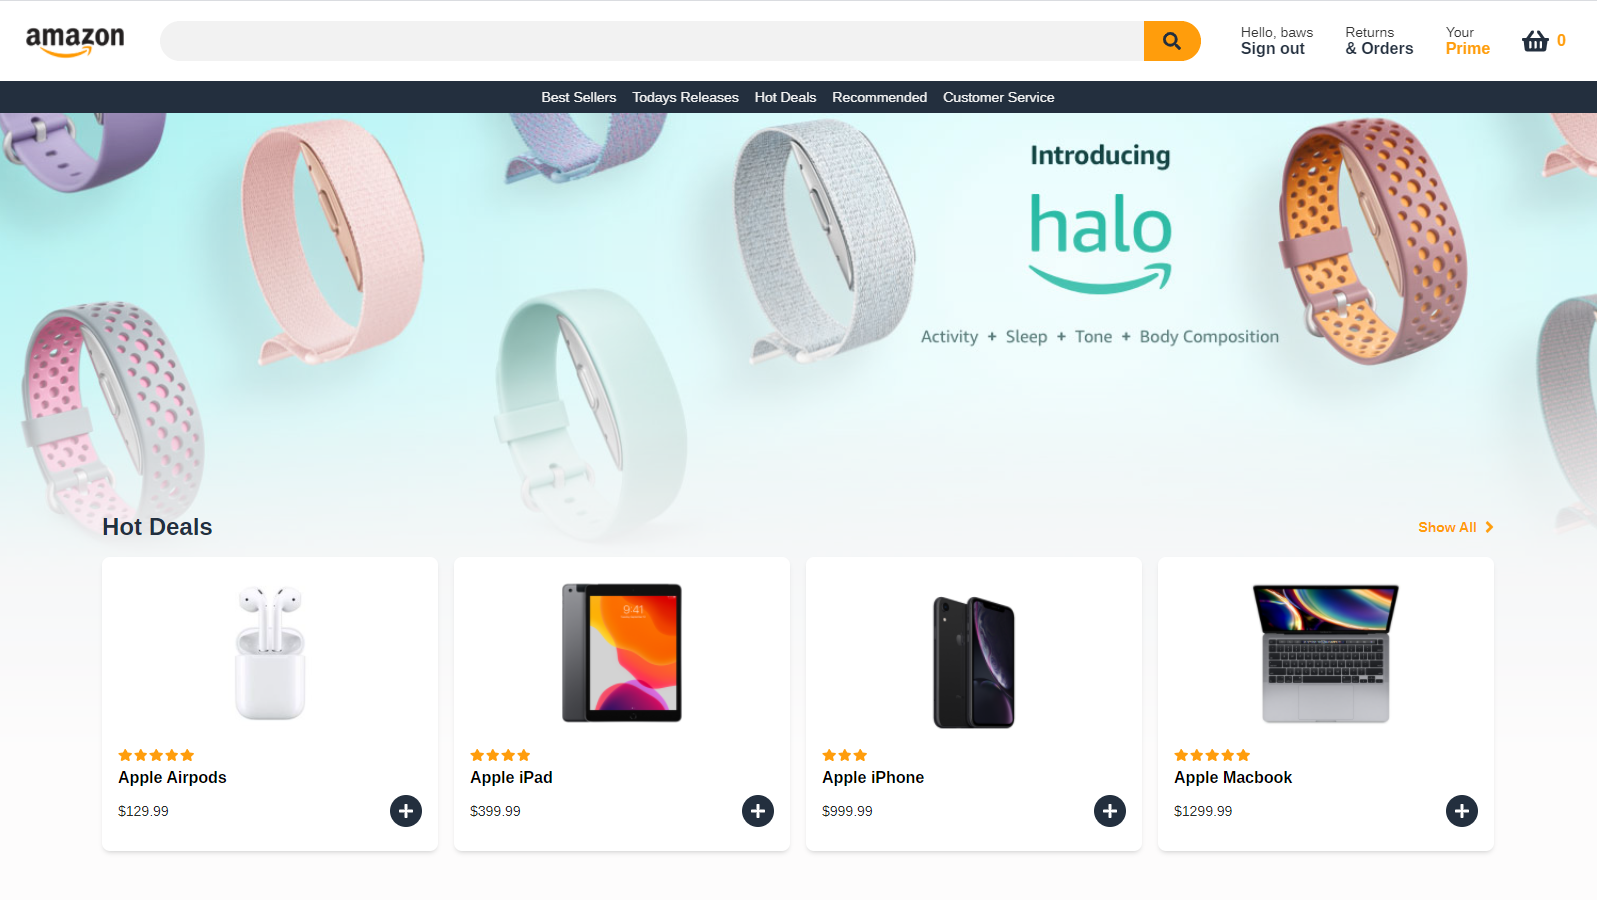 amazon
Hello, baws
Sign out
Returns
& Orders
Your
Prime
0
Best Sellers Todays Releases Hot Deals Recommended Customer Service
Introducing
halo
Activity + Sleep + Tone + Body Composition
Hot Deals
Show All
9:41
Apple Airpods
$129.99
Apple iPad
$399.99
Apple iPhone
$999.99
Apple Macbook
$1299.99